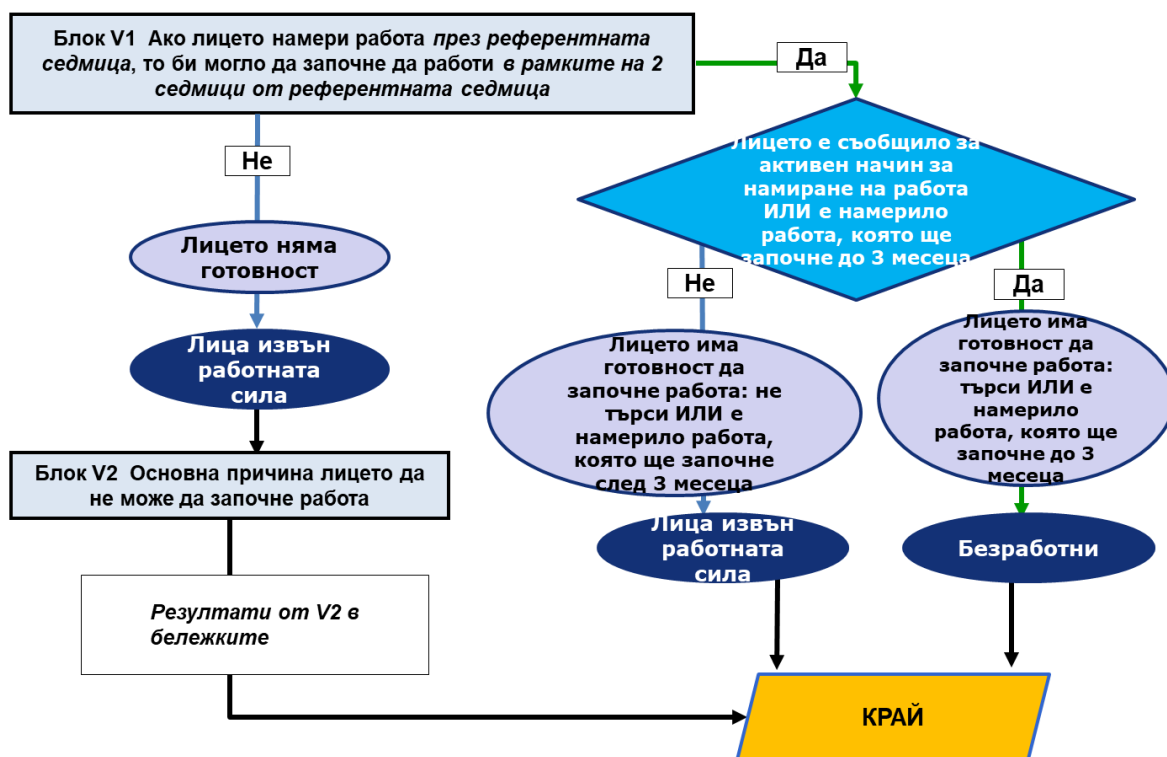 Блок V1 Ако лицето намери работа през референтната
седмица, то би могло да започне да работи в рамките на 2
седмици от референтната седмица
Да
Лицето е съобщило за
активен начин за
намиране на работа
ИЛИ е намерило
работа, която ще
започне до 3 месеца
Не
Лицето няма
готовност
Лица извън
работната
сила
Блок V2 Основна причина лицето да
не може да започне работа
Резултати от V2 в
бележките
Не
Лицето има
готовност да
започне работа: не
търси ИЛИ е
намерило работа,
която ще започне
след 3 месеца
Лица извън
работната
сила
Да
Лицето има
готовност да
започне работа:
търси ИЛИ е
намерило
работа, която ще
започне до 3
месеца
Безработни
КРАЙ